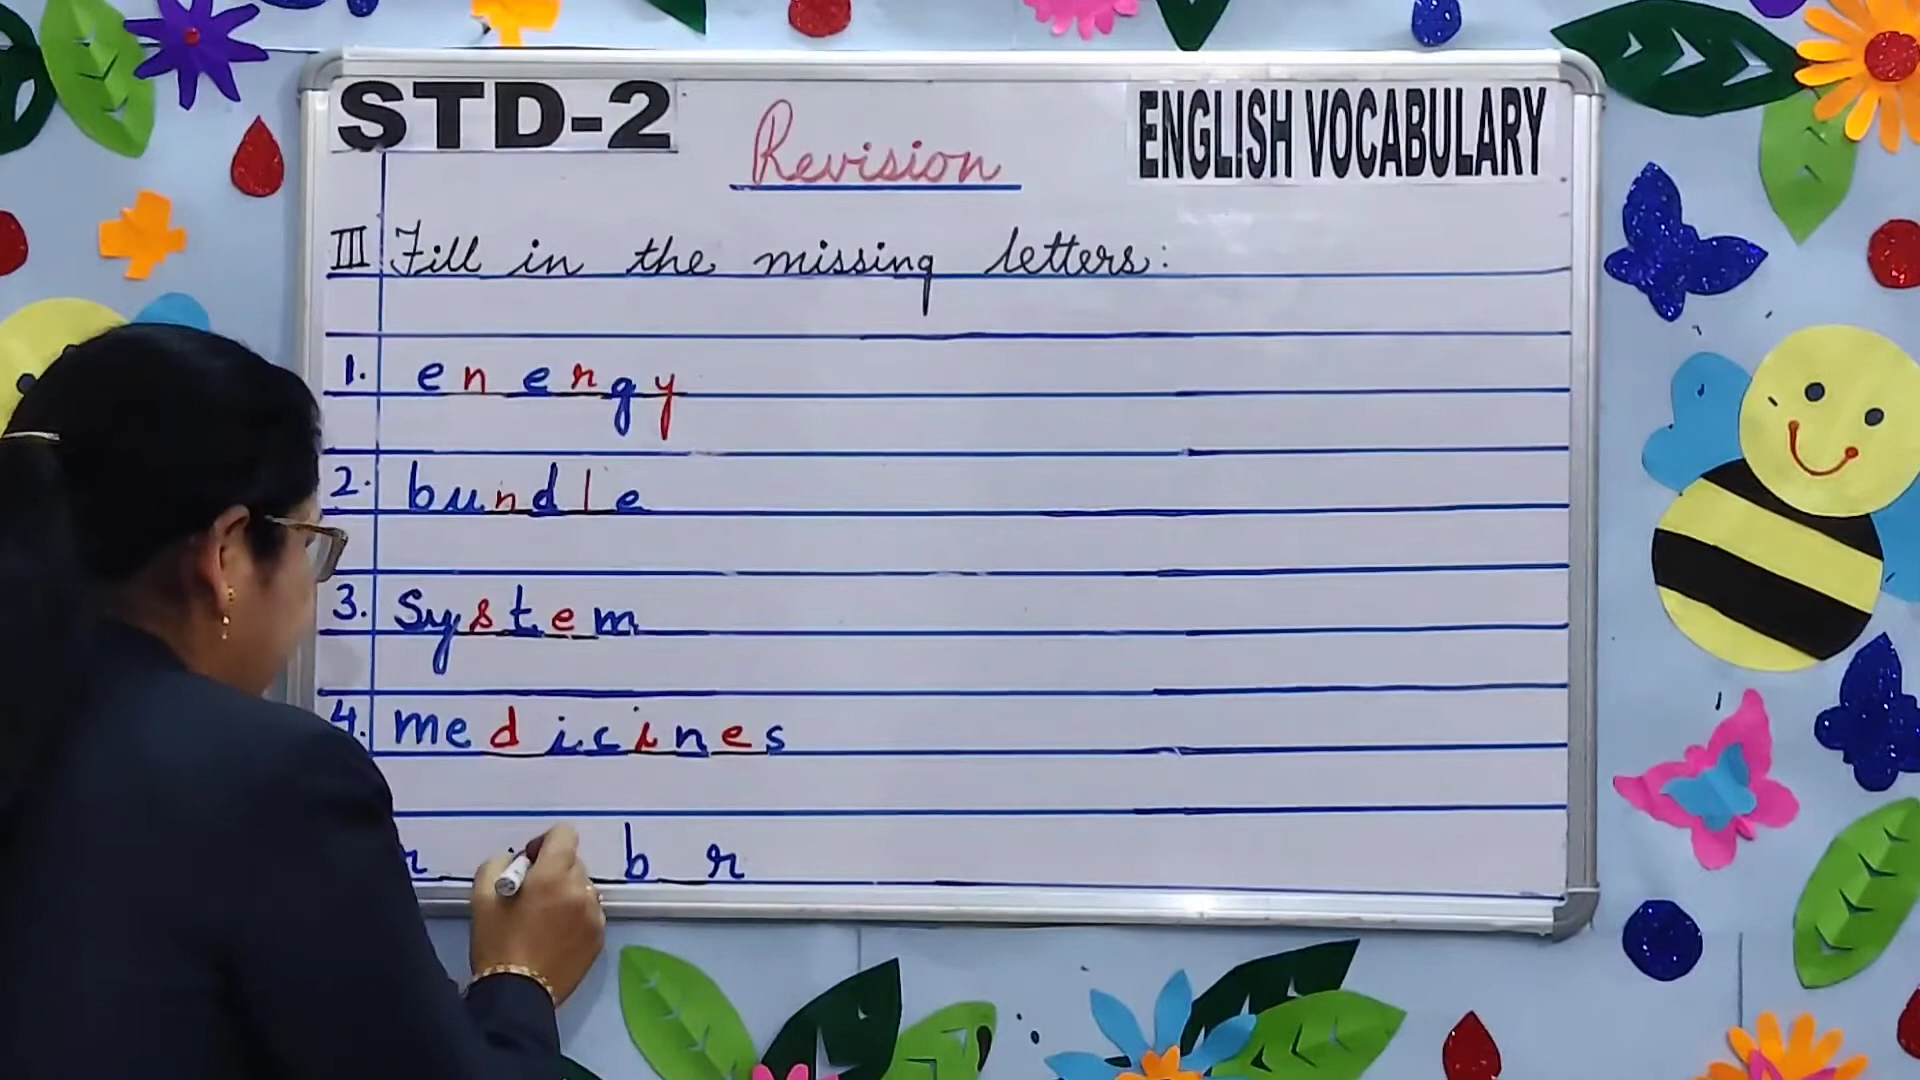 STD-2 Revision ENGLISH VOCABULARY
III Fill in the missing letters:
1. energy
2. bundle
3. System
4. medicines
r b r